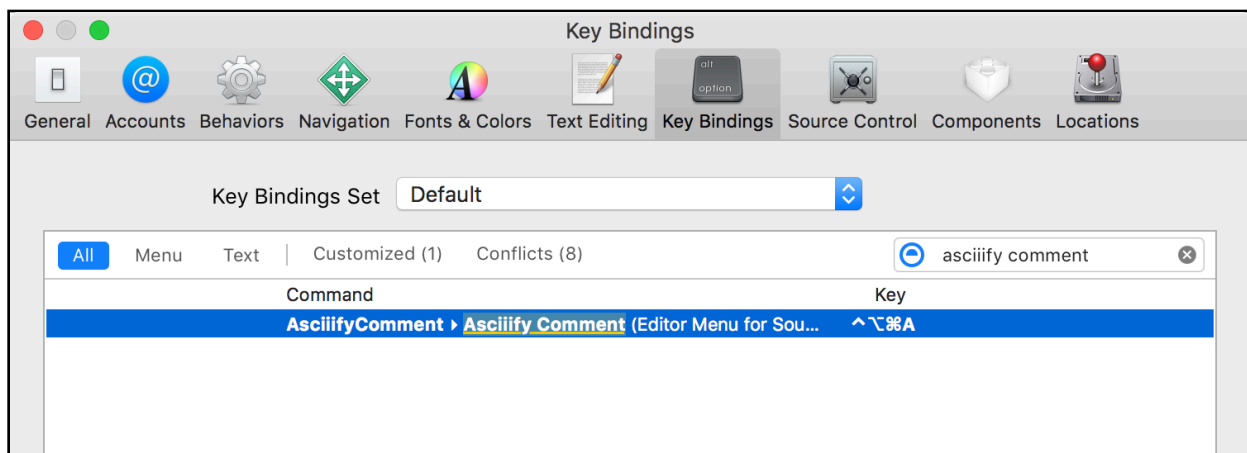 Key Bindings
alt
option
General Accounts Behaviors Navigation Fonts & Colors Text Editing Key Bindings Source Control Components Locations
Key Bindings Set Default
All Menu Text Customized (1) Conflicts (8) asciiify comment
Command Key
AsciiifyComment ▸ Asciiify Comment (Editor Menu for Sou... ^⌥⌘A